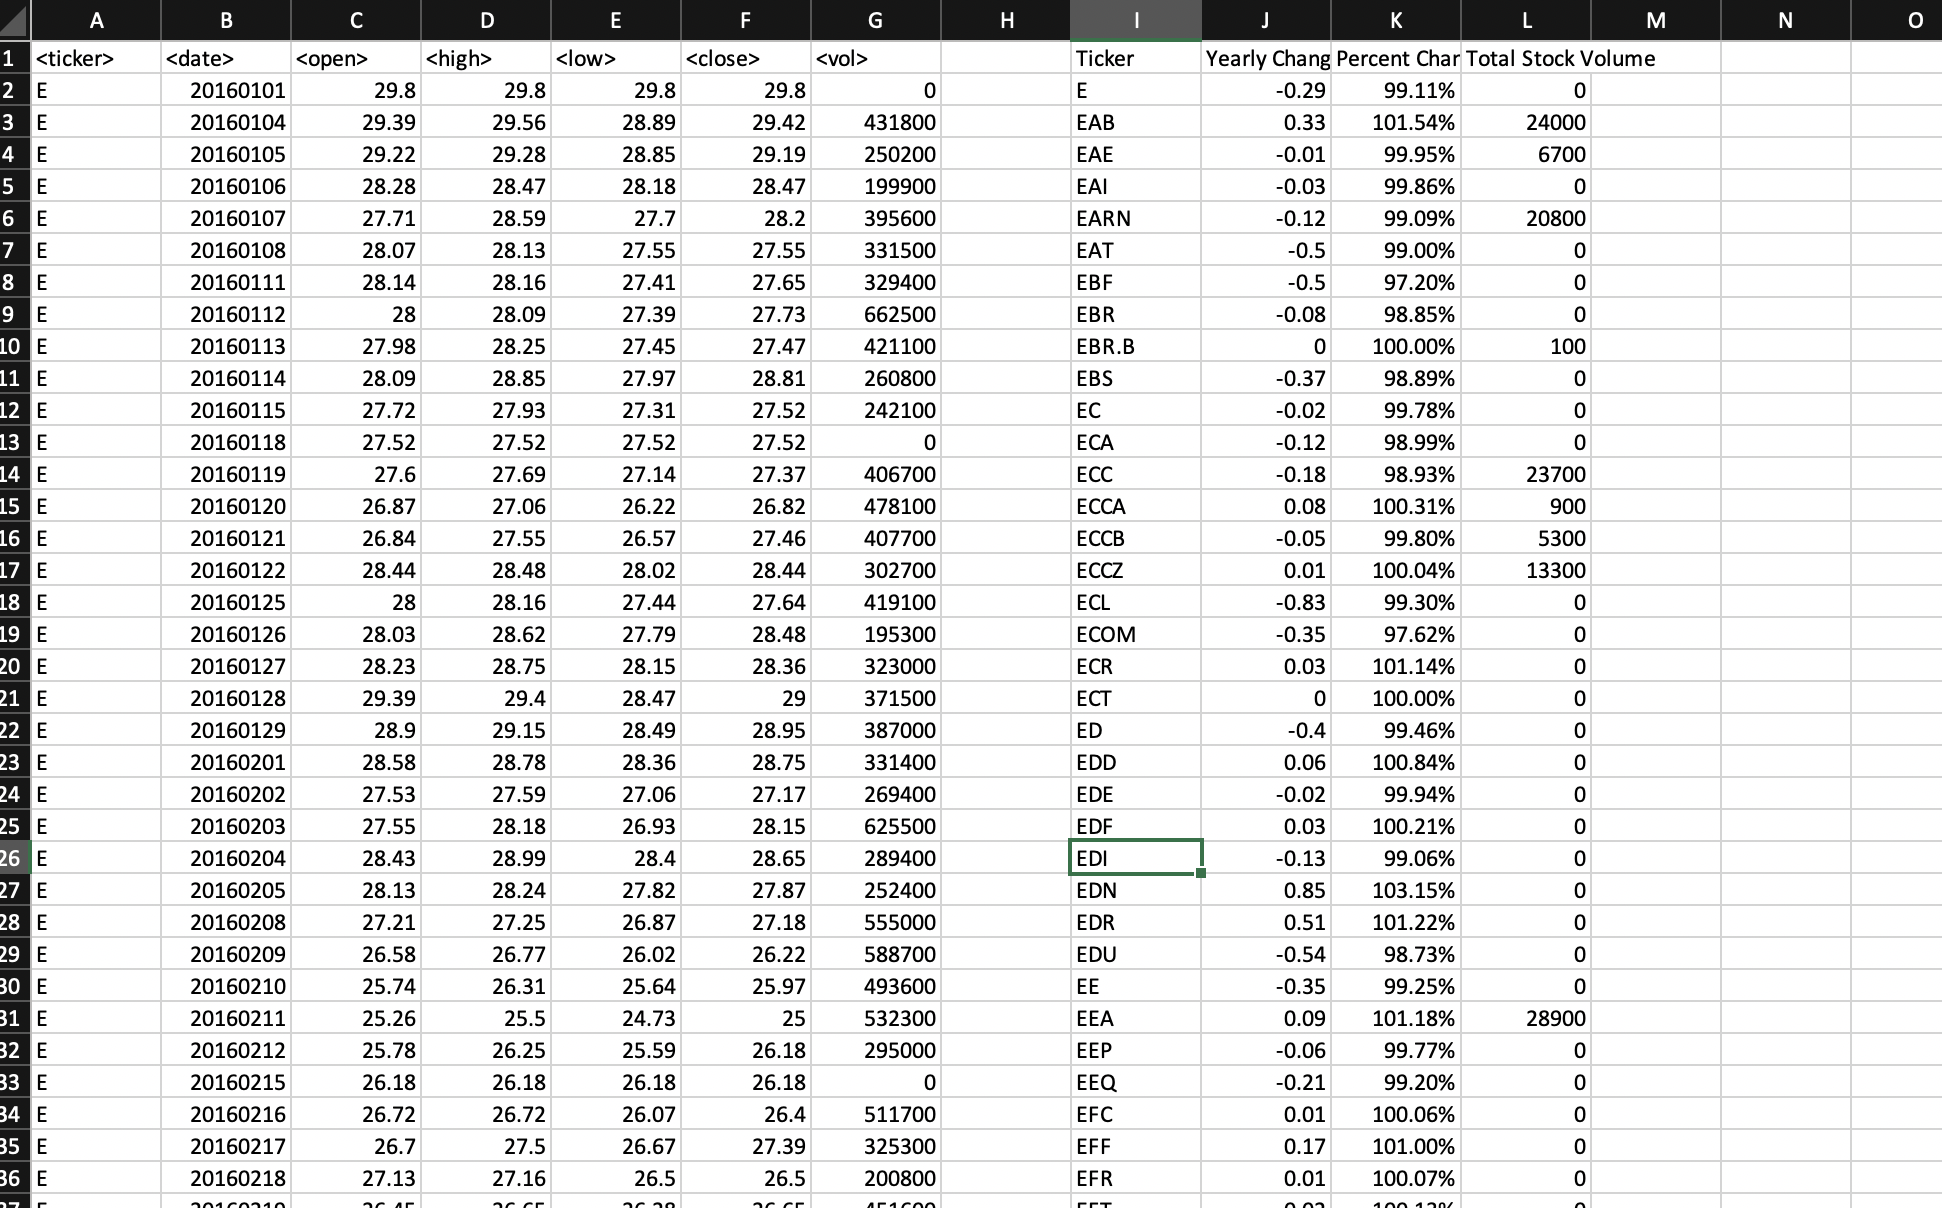 A B C D E F G H I J K L M N O
1 <ticker> <date> <open> <high> <low> <close> <vol> Ticker Yearly Chang Percent Char Total Stock Volume
2 E 20160101 29.8 29.8 29.8 29.8 0 E -0.29 99.11% 0
3 E 20160104 29.39 29.56 28.89 29.42 431800 EAB 0.33 101.54% 24000
4 E 20160105 29.22 29.28 28.85 29.19 250200 EAE -0.01 99.95% 6700
5 E 20160106 28.28 28.47 28.18 28.47 199900 EAI -0.03 99.86% 0
6 E 20160107 27.71 28.59 27.7 28.2 395600 EARN -0.12 99.09% 20800
7 E 20160108 28.07 28.13 27.55 27.55 331500 EAT -0.5 99.00% 0
8 E 20160111 28.14 28.16 27.41 27.65 329400 EBF -0.5 97.20% 0
9 E 20160112 28 28.09 27.39 27.73 662500 EBR -0.08 98.85% 0
10 E 20160113 27.98 28.25 27.45 27.47 421100 EBR.B 0 100.00% 100
11 E 20160114 28.09 28.85 27.97 28.81 260800 EBS -0.37 98.89% 0
12 E 20160115 27.72 27.93 27.31 27.52 242100 EC -0.02 99.78% 0
13 E 20160118 27.52 27.52 27.52 27.52 0 ECA -0.12 98.99% 0
14 E 20160119 27.6 27.69 27.14 27.37 406700 ECC -0.18 98.93% 23700
15 E 20160120 26.87 27.06 26.22 26.82 478100 ECCA 0.08 100.31% 900
16 E 20160121 26.84 27.55 26.57 27.46 407700 ECCB -0.05 99.80% 5300
17 E 20160122 28.44 28.48 28.02 28.44 302700 ECCZ 0.01 100.04% 13300
18 E 20160125 28 28.16 27.44 27.64 419100 ECL -0.83 99.30% 0
19 E 20160126 28.03 28.62 27.79 28.48 195300 ECOM -0.35 97.62% 0
20 E 20160127 28.23 28.75 28.15 28.36 323000 ECR 0.03 101.14% 0
21 E 20160128 29.39 29.4 28.47 29 371500 ECT 0 100.00% 0
22 E 20160129 28.9 29.15 28.49 28.95 387000 ED -0.4 99.46% 0
23 E 20160201 28.58 28.78 28.36 28.75 331400 EDD 0.06 100.84% 0
24 E 20160202 27.53 27.59 27.06 27.17 269400 EDE -0.02 99.94% 0
25 E 20160203 27.55 28.18 26.93 28.15 625500 EDF 0.03 100.21% 0
26 E 20160204 28.43 28.99 28.4 28.65 289400 EDI -0.13 99.06% 0
27 E 20160205 28.13 28.24 27.82 27.87 252400 EDN 0.85 103.15% 0
28 E 20160208 27.21 27.25 26.87 27.18 555000 EDR 0.51 101.22% 0
29 E 20160209 26.58 26.77 26.02 26.22 588700 EDU -0.54 98.73% 0
30 E 20160210 25.74 26.31 25.64 25.97 493600 EE -0.35 99.25% 0
31 E 20160211 25.26 25.5 24.73 25 532300 EEA 0.09 101.18% 28900
32 E 20160212 25.78 26.25 25.59 26.18 295000 EEP -0.06 99.77% 0
33 E 20160215 26.18 26.18 26.18 26.18 0 EEQ -0.21 99.20% 0
34 E 20160216 26.72 26.72 26.07 26.4 511700 EFC 0.01 100.06% 0
35 E 20160217 26.7 27.5 26.67 27.39 325300 EFF 0.17 101.00% 0
36 E 20160218 27.13 27.16 26.5 26.5 200800 EFR 0.01 100.07% 0